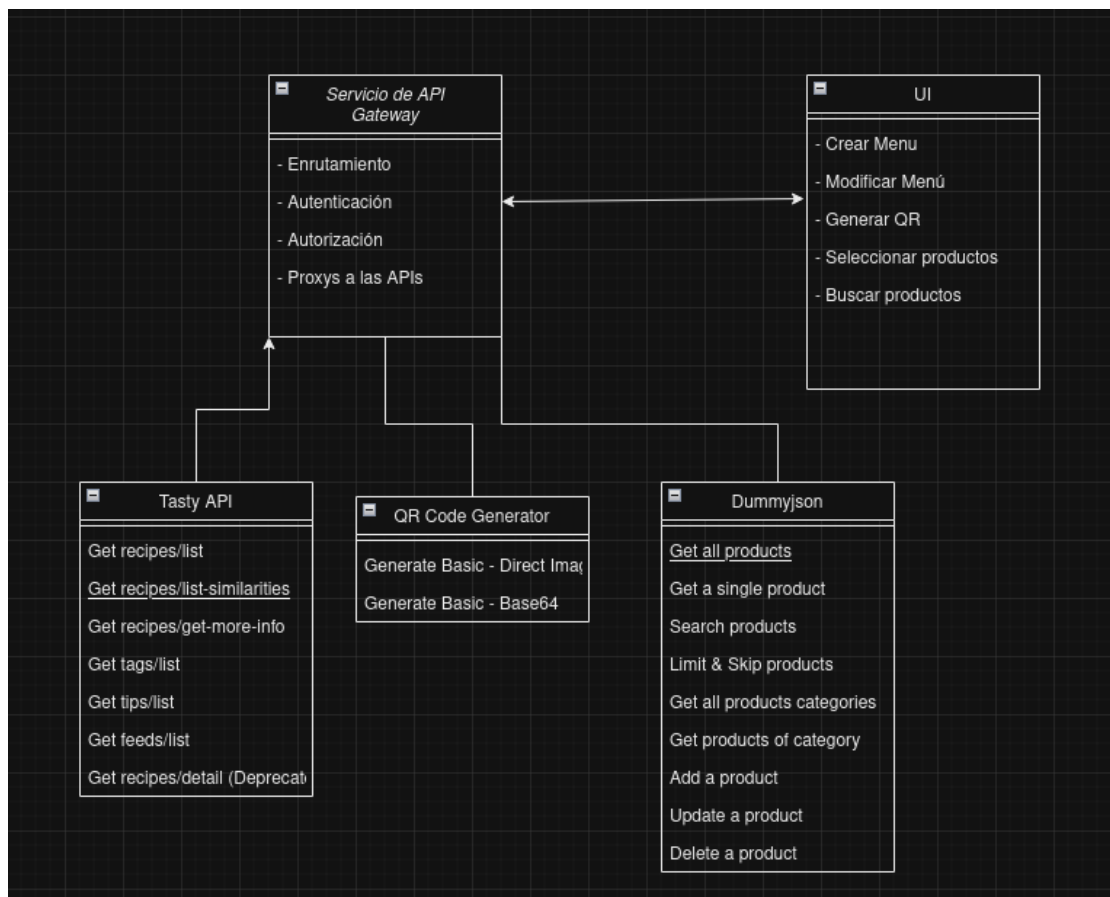 Servicio de API
Gateway
- Enrutamiento
- Autenticación
- Autorización
- Proxys a las APIs
UI
- Crear Menu
- Modificar Menú
- Generar QR
- Seleccionar productos
- Buscar productos
Tasty API
Get recipes/list
Get recipes/list-similarities
Get recipes/get-more-info
Get tags/list
Get tips/list
Get feeds/list
Get recipes/detail
QR Code Generator
Generate Basic - Direct
Generate Basic - Base64
Dummyjson
Get all products
Get a single product
Search products
Limit & Skip products
Get all products categories
Get products of category
Add a product
Update a product
Delete a product